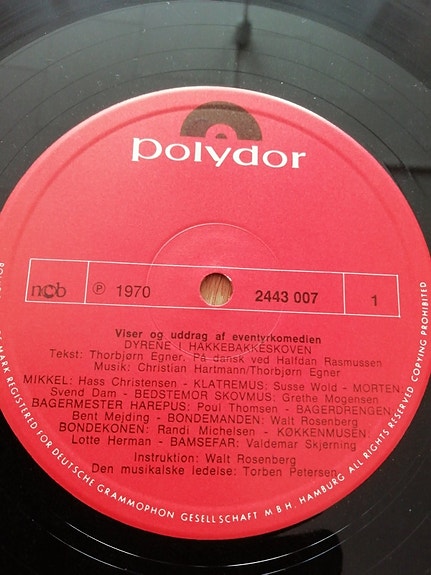 polydor
ncb
℗ 1970
2443 007
1
Viser og uddrag af eventyrkomedien
DYRENE I HAKKEBAKKESKOVEN
Tekst: Thorbjørn Egner. På dansk ved Halfdan Rasmussen
Musik: Christian Hartmann/Thorbjørn Egner
MIKKEL: Hass Christensen - KLATREMUS: Susse Wold - MORTEN:
Svend Dam - BEDSTEMOR SKOVMUS: Grethe Mogensen
BAGERMESTER HAREPUS: Poul Thomsen - BAGERDRENGEN:
Bent Mejding - BONDEMANDEN: Walt Rosenberg
BONDEKONEN: Randi Michelsen - KØKKENMUSEN:
Lotte Herman - BAMSEFAR: Valdemar Skjerning
Instruktion: Walt Rosenberg
Den musikalske ledelse: Torben Petersen
MARK REGISTERED FOR DEUTSCHE GRAMMOPHON GESELLSCHAFT M·B·H. HAMBURG ALL RIGHTS RESERVED COPYING PROHIBITED